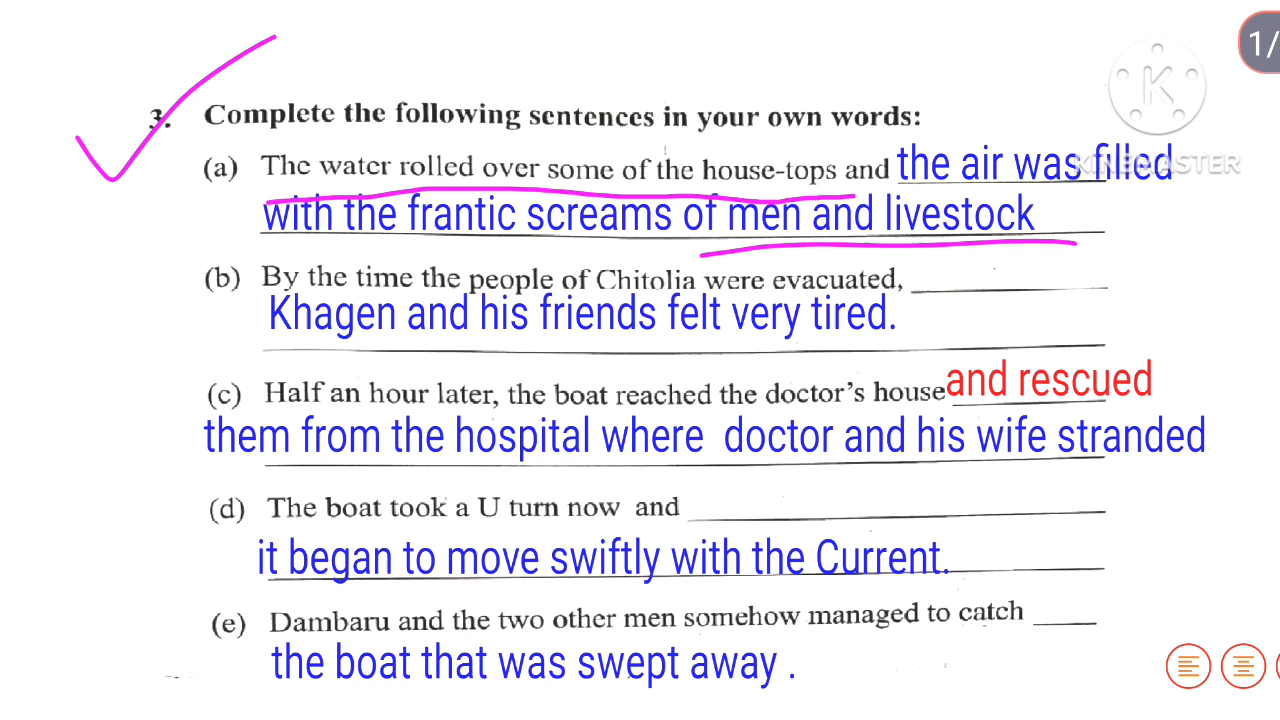 1/
3. Complete the following sentences in your own words:
KINEMASTER
(a) The water rolled over some of the house-tops and the air was filled
with the frantic screams of men and livestock
(b) By the time the people of Chitolia were evacuated,
Khagen and his friends felt very tired.
(c) Half an hour later, the boat reached the doctor's house and rescued
them from the hospital where doctor and his wife stranded
(d) The boat took a U turn now and
it began to move swiftly with the Current.
(e) Dambaru and the two other men somehow managed to catch
the boat that was swept away .